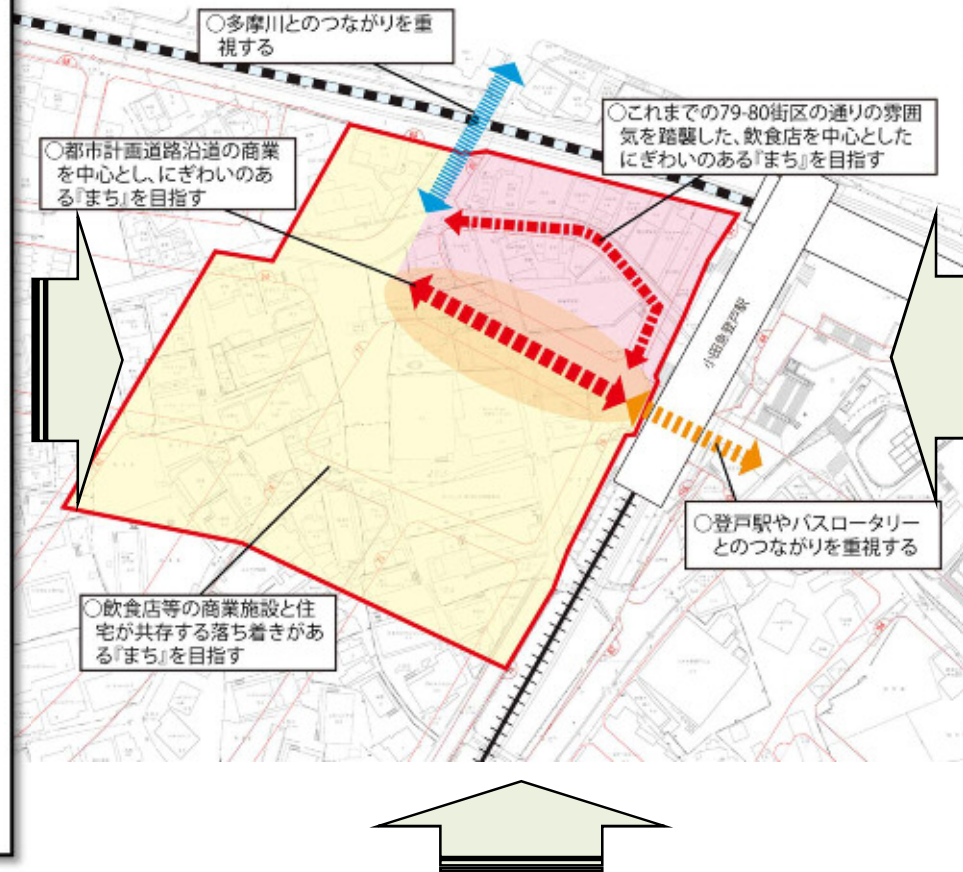 ○多摩川とのつながりを重
視する
○これまでの79-80街区の通りの雰囲
気を踏襲した、飲食店を中心とした
にぎわいのある『まち』を目指す
○都市計画道路沿道の商業
を中心とし、にぎわいのあ
る『まち』を目指す
小田急登戸駅
○登戸駅やバスロータリー
とのつながりを重視する
○飲食店等の商業施設と住
宅が共存する落ち着きがあ
る『まち』を目指す